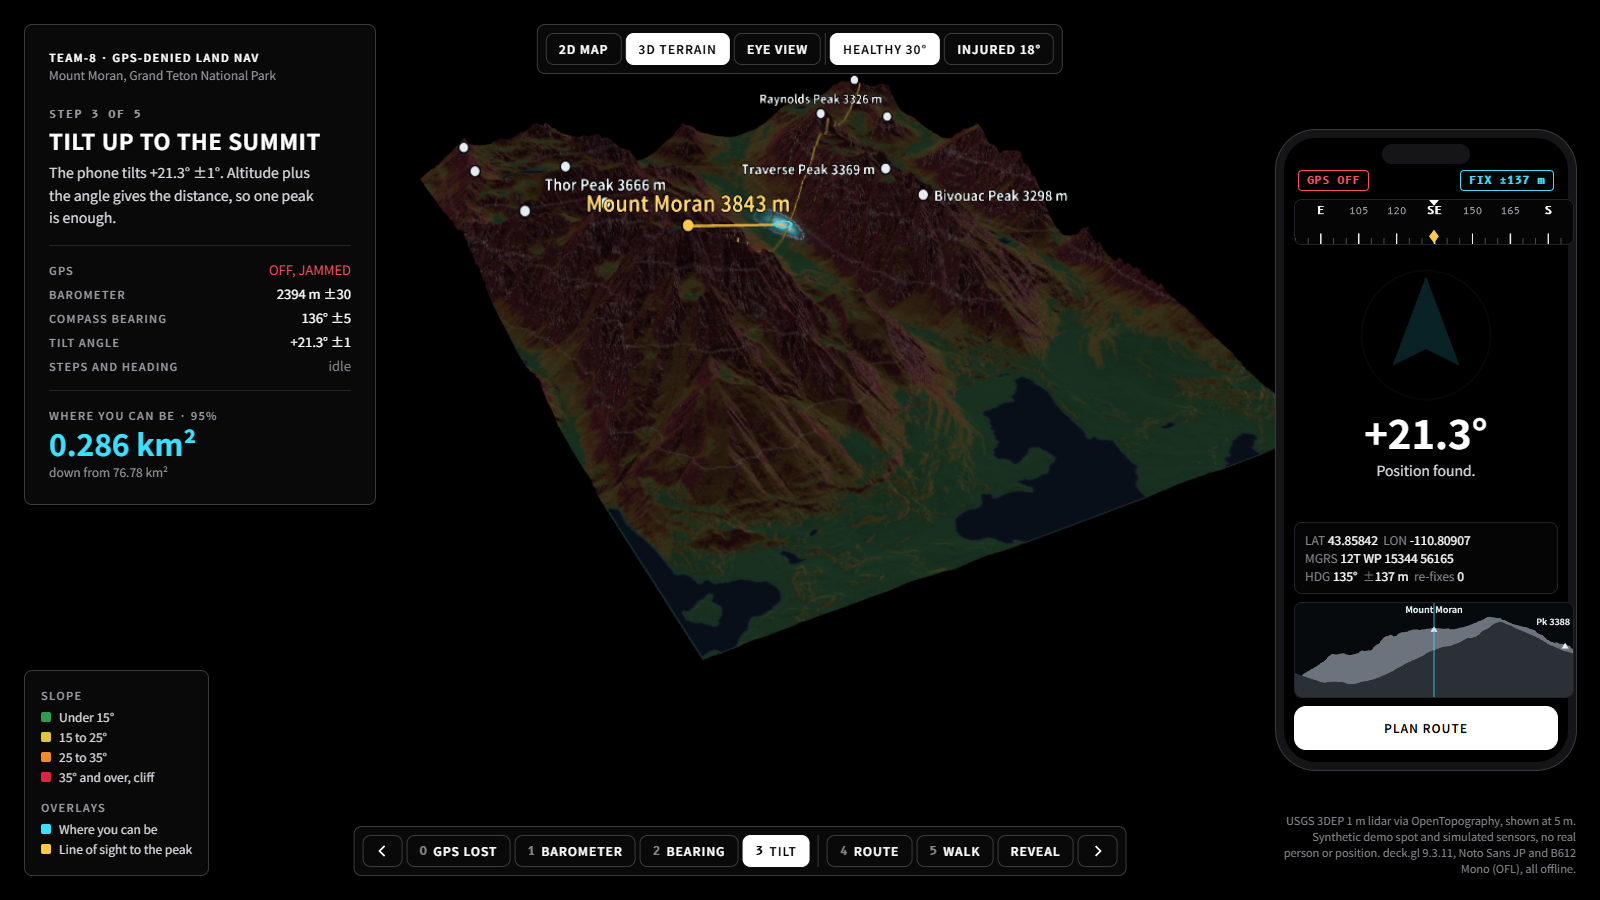 TEAM-8 · GPS-DENIED LAND NAV
Mount Moran, Grand Teton National Park
STEP 3 OF 5
TILT UP TO THE SUMMIT
The phone tilts +21.3° ±1°. Altitude plus
the angle gives the distance, so one peak
is enough.
GPS OFF, JAMMED
BAROMETER 2394 m ±30
COMPASS BEARING 136° ±5
TILT ANGLE +21.3° ±1
STEPS AND HEADING idle
WHERE YOU CAN BE · 95%
0.286 km²
down from 76.78 km²
SLOPE
Under 15°
15 to 25°
25 to 35°
35° and over, cliff
OVERLAYS
Where you can be
Line of sight to the peak
2D MAP 3D TERRAIN EYE VIEW HEALTHY 30° INJURED 18°
Raynolds Peak 3326 m
Traverse Peak 3369 m
Thor Peak 3666 m
Bivouac Peak 3298 m
Mount Moran 3843 m
0 GPS LOST 1 BAROMETER 2 BEARING 3 TILT 4 ROUTE 5 WALK REVEAL
GPS OFF FIX ±137 m
E 105 120 SE 150 165 S
+21.3°
Position found.
LAT 43.85842 LON -110.80907
MGRS 12T WP 15344 56165
HDG 135° ±137 m re-fixes 0
Mount Moran
Pk 3388
PLAN ROUTE
USGS 3DEP 1 m lidar via OpenTopography, shown at 5 m.
Synthetic demo spot and simulated sensors, no real
person or position. deck.gl 9.3.11, Noto Sans JP and B612
Mono (OFL), all offline.